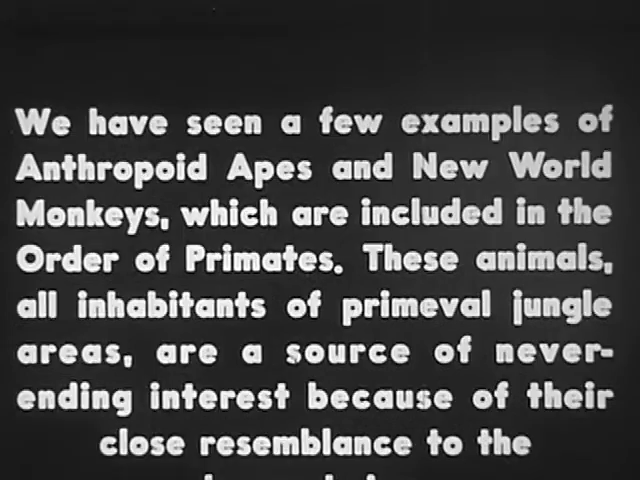 We have seen a few examples of
Anthropoid Apes and New World
Monkeys, which are included in the
Order of Primates. These animals,
all inhabitants of primeval jungle
areas, are a source of never-
ending interest because of their
close resemblance to the